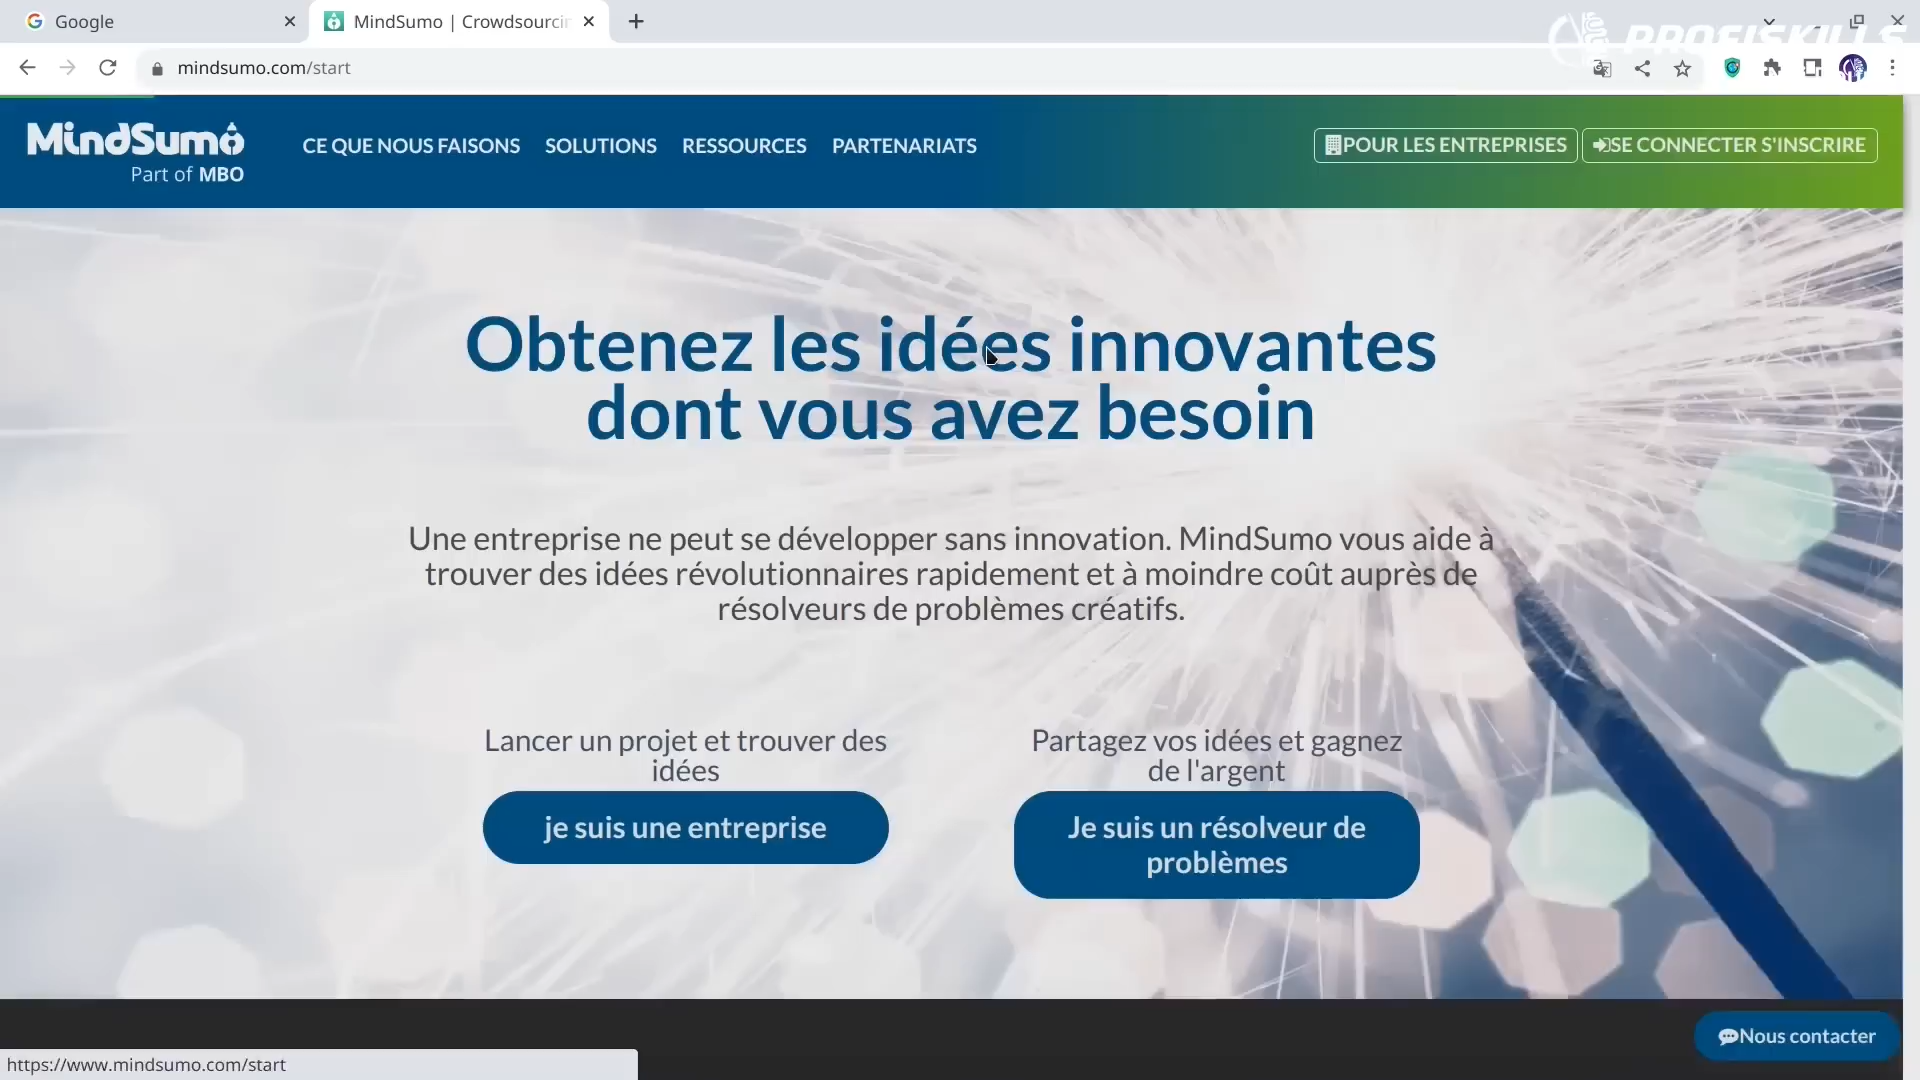 Google
MindSumo | Crowdsourcin
PROFISKILLS
mindsumo.com/start
MindSumo
Part of MBO
CE QUE NOUS FAISONS
SOLUTIONS
RESSOURCES
PARTENARIATS
POUR LES ENTREPRISES
SE CONNECTER S'INSCRIRE
Obtenez les idées innovantes
dont vous avez besoin
Une entreprise ne peut se développer sans innovation. MindSumo vous aide à
trouver des idées révolutionnaires rapidement et à moindre coût auprès de
résolveurs de problèmes créatifs.
Lancer un projet et trouver des
idées
je suis une entreprise
Partagez vos idées et gagnez
de l'argent
Je suis un résolveur de
problèmes
Nous contacter
https://www.mindsumo.com/start